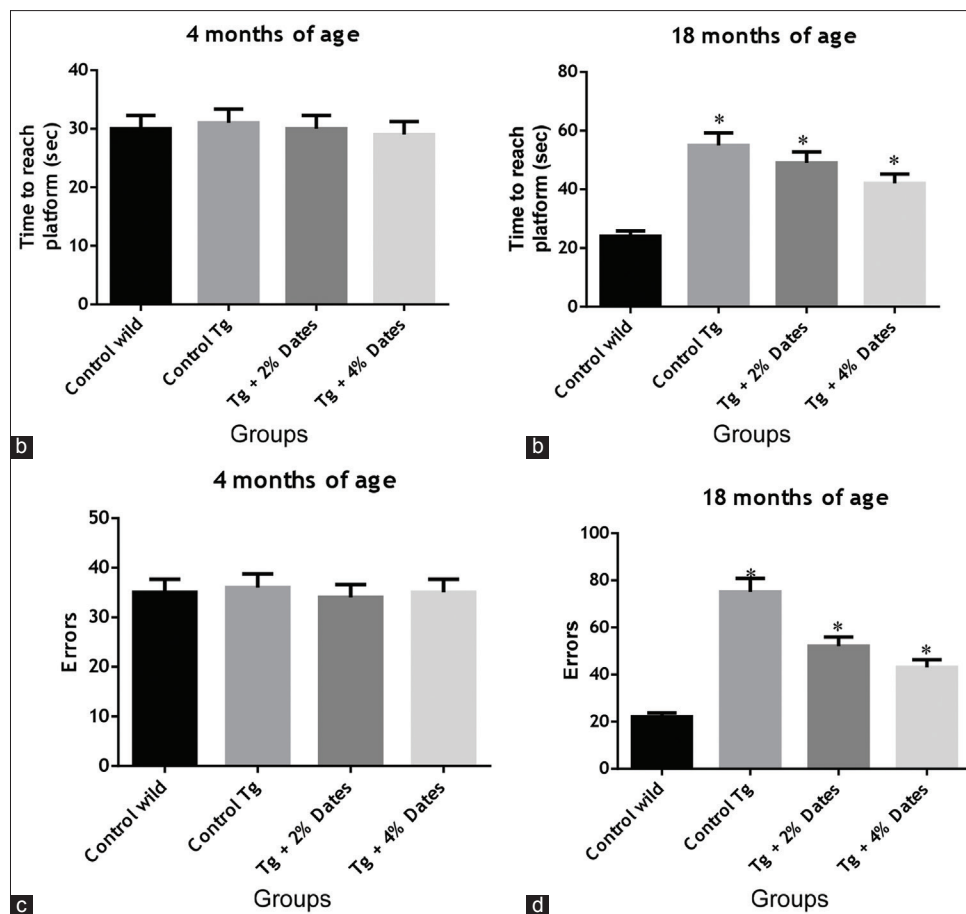 4 months of age
40
30
20
10
0
Time to reach
platform (sec)
Control wild
Control Tg
Tg + 2% Dates
Tg + 4% Dates
Groups
b
18 months of age
80
60
40
20
0
Time to reach
platform (sec)
*
*
*
Control wild
Control Tg
Tg + 2% Dates
Tg + 4% Dates
Groups
b
4 months of age
50
40
30
20
10
0
Errors
Control wild
Control Tg
Tg + 2% Dates
Tg + 4% Dates
Groups
c
18 months of age
100
80
60
40
20
0
Errors
*
*
*
Control wild
Control Tg
Tg + 2% Dates
Tg + 4% Dates
Groups
d